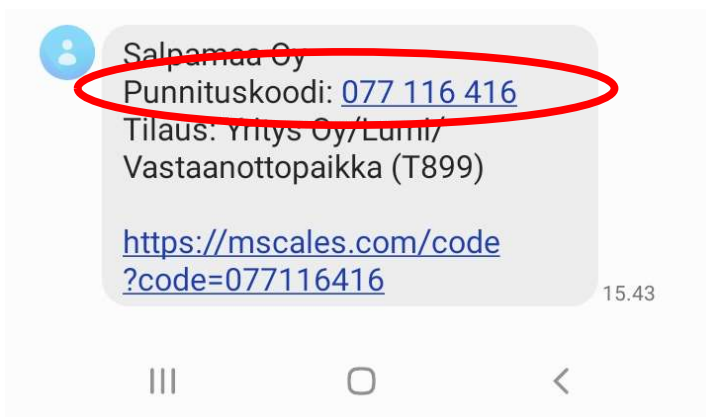 Salpamaa Oy
Punnituskoodi: 077 116 416
Tilaus: Yritys Oy/Lumi/
Vastaanottopaikka (T899)
https://mscales.com/code
?code=077116416
15.43